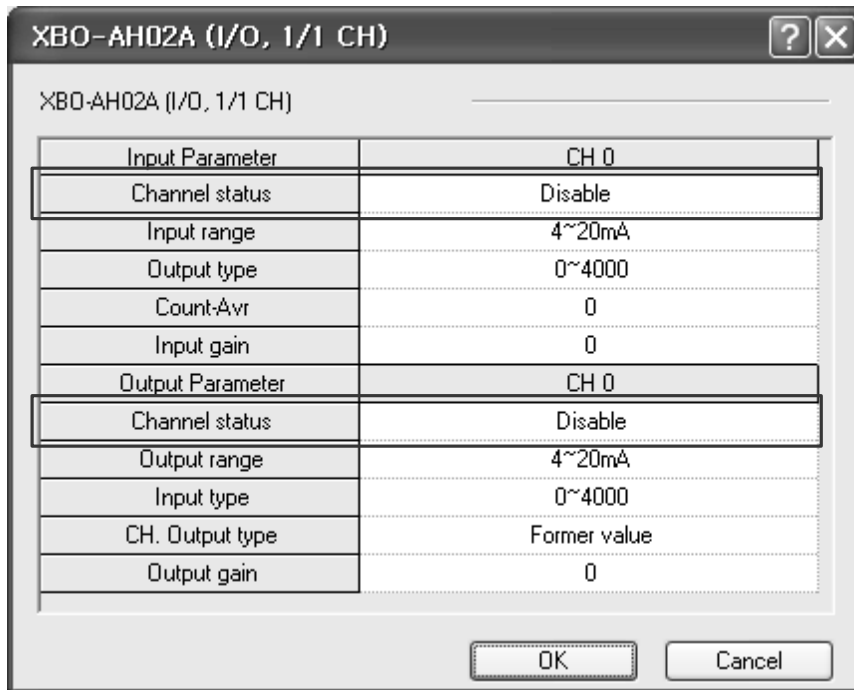 XBO-AH02A (I/O, 1/1 CH)
XBO-AH02A (I/O, 1/1 CH)
Input Parameter CH 0
Channel status Disable
Input range 4~20mA
Output type 0~4000
Count-Avr 0
Input gain 0
Output Parameter CH 0
Channel status Disable
Output range 4~20mA
Input type 0~4000
CH. Output type Former value
Output gain 0
OK Cancel